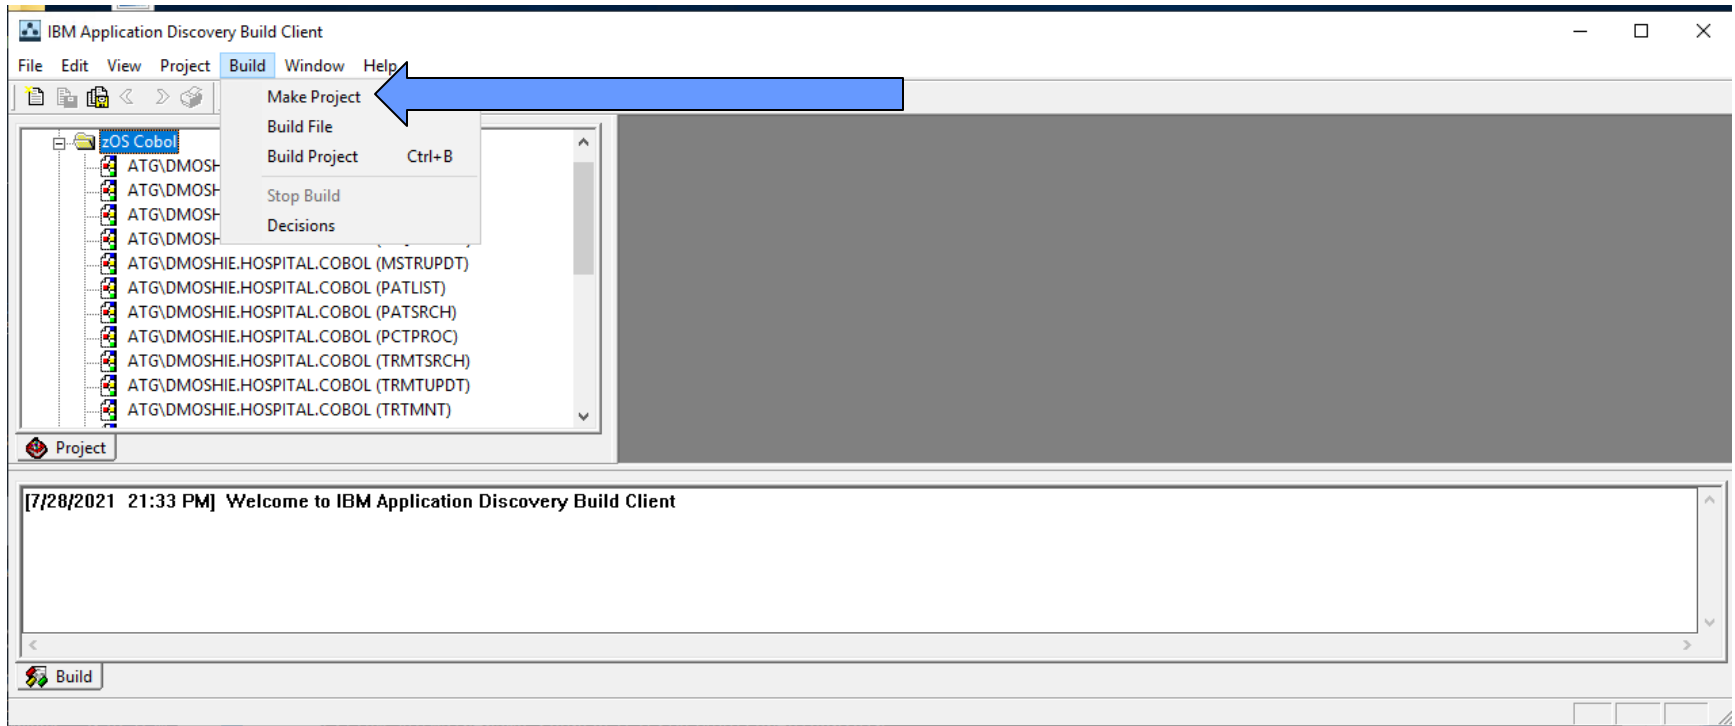 IBM Application Discovery Build Client
File Edit View Project Build Window Help
Make Project
Build File
Build Project Ctrl+B
Stop Build
Decisions
zOS Cobol
ATG\DMOSH
ATG\DMOSH
ATG\DMOSH
ATG\DMOSH
ATG\DMOSHIE.HOSPITAL.COBOL (MSTRUPDT)
ATG\DMOSHIE.HOSPITAL.COBOL (PATLIST)
ATG\DMOSHIE.HOSPITAL.COBOL (PATSRCH)
ATG\DMOSHIE.HOSPITAL.COBOL (PCTPROC)
ATG\DMOSHIE.HOSPITAL.COBOL (TRMTSRCH)
ATG\DMOSHIE.HOSPITAL.COBOL (TRMTUPDT)
ATG\DMOSHIE.HOSPITAL.COBOL (TRTMNT)
Project
[7/28/2021 21:33 PM] Welcome to IBM Application Discovery Build Client
Build